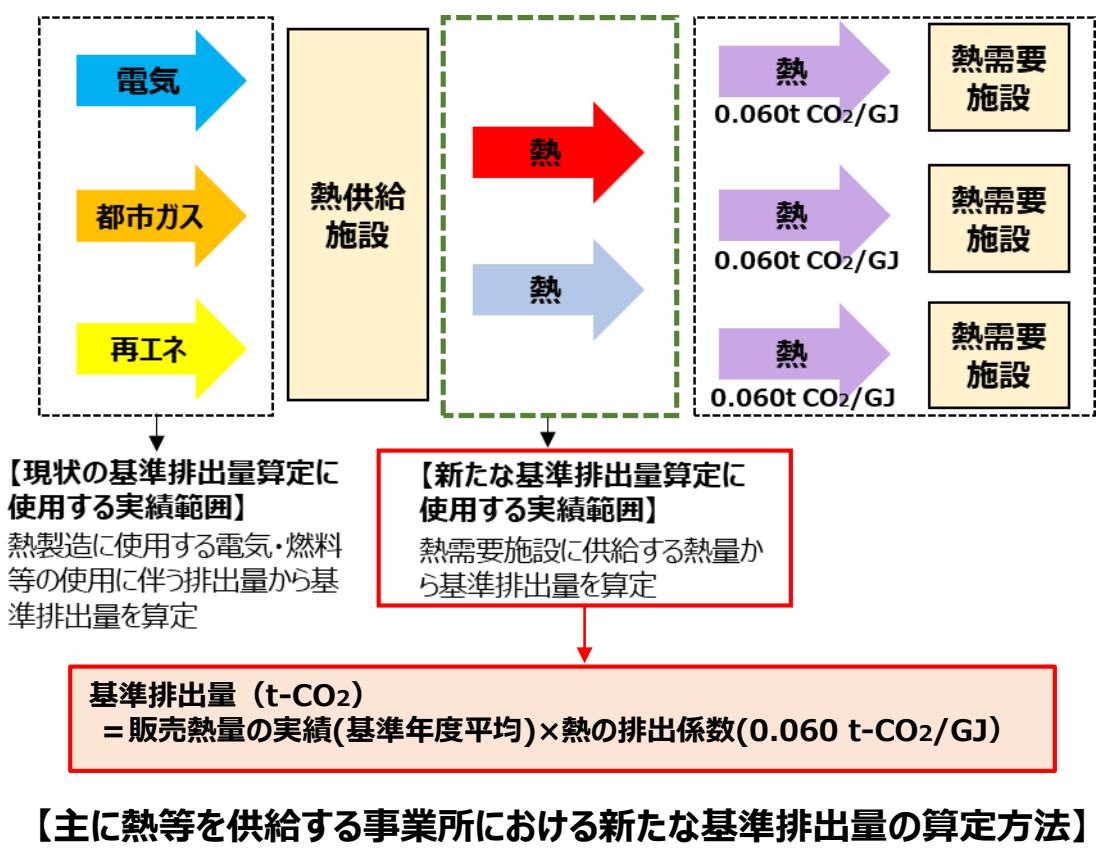 電気
都市ガス
再エネ
熱供給
施設
熱
熱
熱
0.060t CO₂/GJ
熱需要
施設
熱
0.060t CO₂/GJ
熱需要
施設
熱
0.060t CO₂/GJ
熱需要
施設
【現状の基準排出量算定に
使用する実績範囲】
熱製造に使用する電気・燃料
等の使用に伴う排出量から基
準排出量を算定
【新たな基準排出量算定に
使用する実績範囲】
熱需要施設に供給する熱量か
ら基準排出量を算定
基準排出量（t-CO₂）
＝販売熱量の実績(基準年度平均)×熱の排出係数(0.060 t-CO₂/GJ）
【主に熱等を供給する事業所における新たな基準排出量の算定方法】